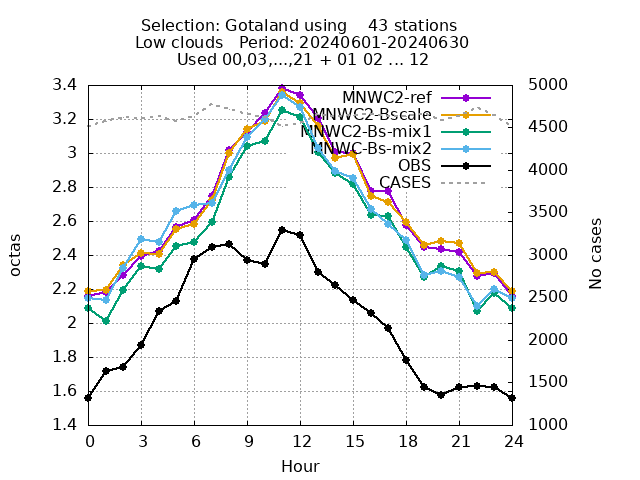 Selection: Gotaland using    43 stations
Low clouds   Period: 20240601-20240630
Used 00,03,...,21 + 01 02 ... 12
3.4
3.2
3
2.8
2.6
2.4
2.2
2
1.8
1.6
1.4
octas
MNWC2-ref
MNWC2-Bscale
MNWC2-Bs-mix1
MNWC-Bs-mix2
OBS
CASES
5000
4500
4000
3500
3000
2500
2000
1500
1000
No cases
0 3 6 9 12 15 18 21 24
Hour